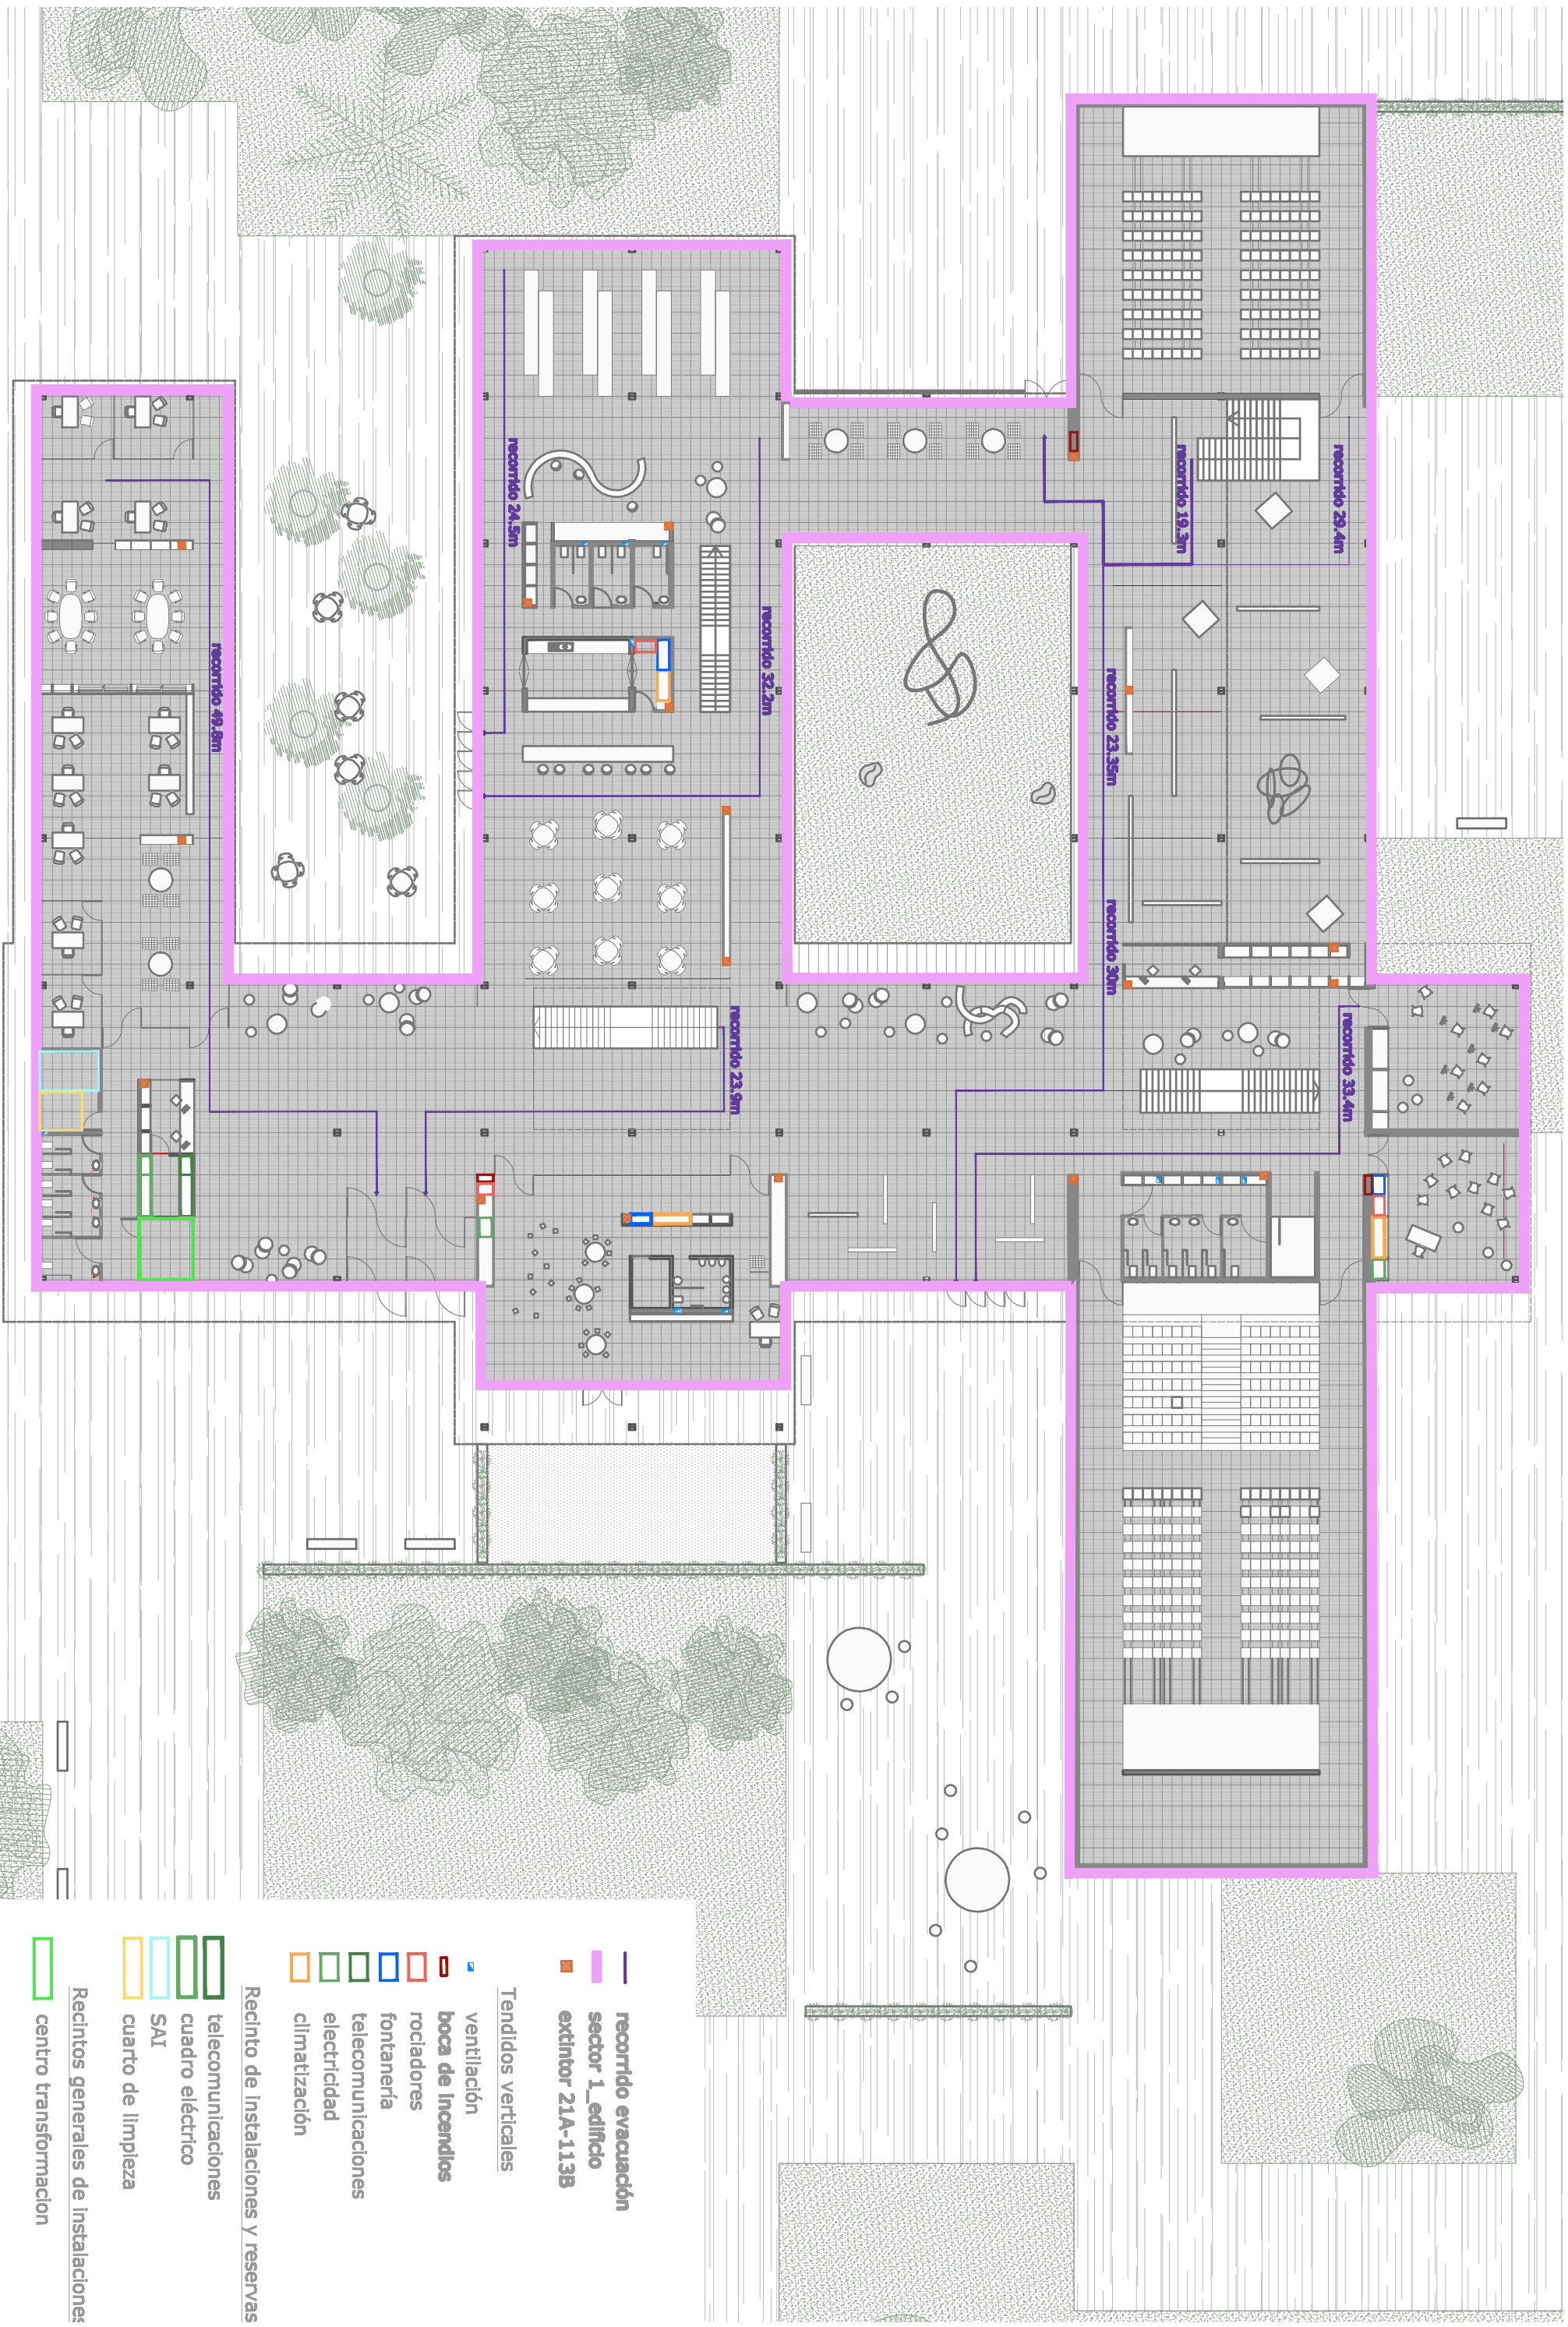 recorrido 29.4m
recorrido 19.3m
recorrido 24.5m
recorrido 32.2m
recorrido 49.8m
recorrido 23.35m
recorrido 30m
recorrido 23.9m
recorrido 33.4m
recorrido evacuación
sector 1_edificio
extintor 21A-113B
Tendidos verticales
ventilación
boca de incendios
rociadores
fontanería
telecomunicaciones
electricidad
climatización
Recinto de instalaciones y reservas
telecomunicaciones
cuadro eléctrico
SAI
cuarto de limpieza
Recintos generales de instalaciones
centro transformacion